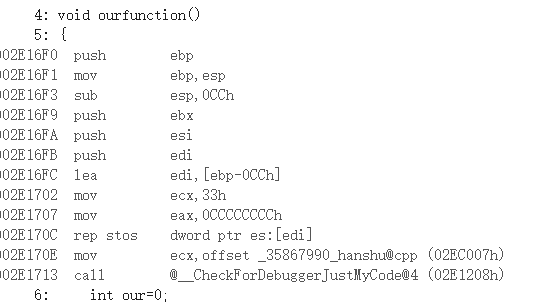 4: void ourfunction()
5: {
002E16F0 push ebp
002E16F1 mov ebp,esp
002E16F3 sub esp,0CCh
002E16F9 push ebx
002E16FA push esi
002E16FB push edi
002E16FC lea edi,[ebp-0CCh]
002E1702 mov ecx,33h
002E1707 mov eax,0CCCCCCCCh
002E170C rep stos dword ptr es:[edi]
002E170E mov ecx,offset _35867990_hanshu@cpp (02EC007h)
002E1713 call @__CheckForDebuggerJustMyCode@4 (02E1208h)
6: int our=0;